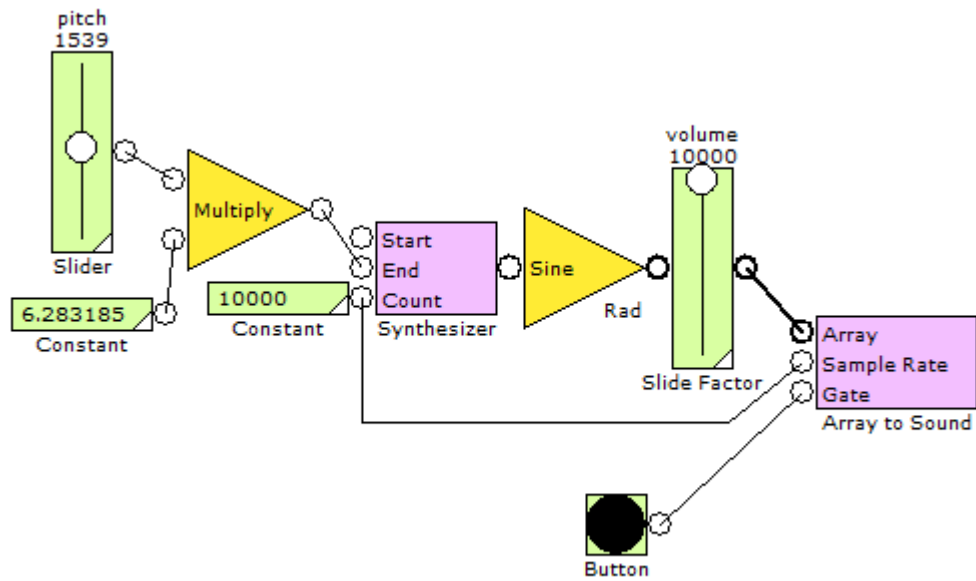 pitch
1539
Slider
6.283185
Constant
Multiply
10000
Constant
Start
End
Count
Synthesizer
Sine
Rad
volume
10000
Slide Factor
Array
Sample Rate
Gate
Array to Sound
Button